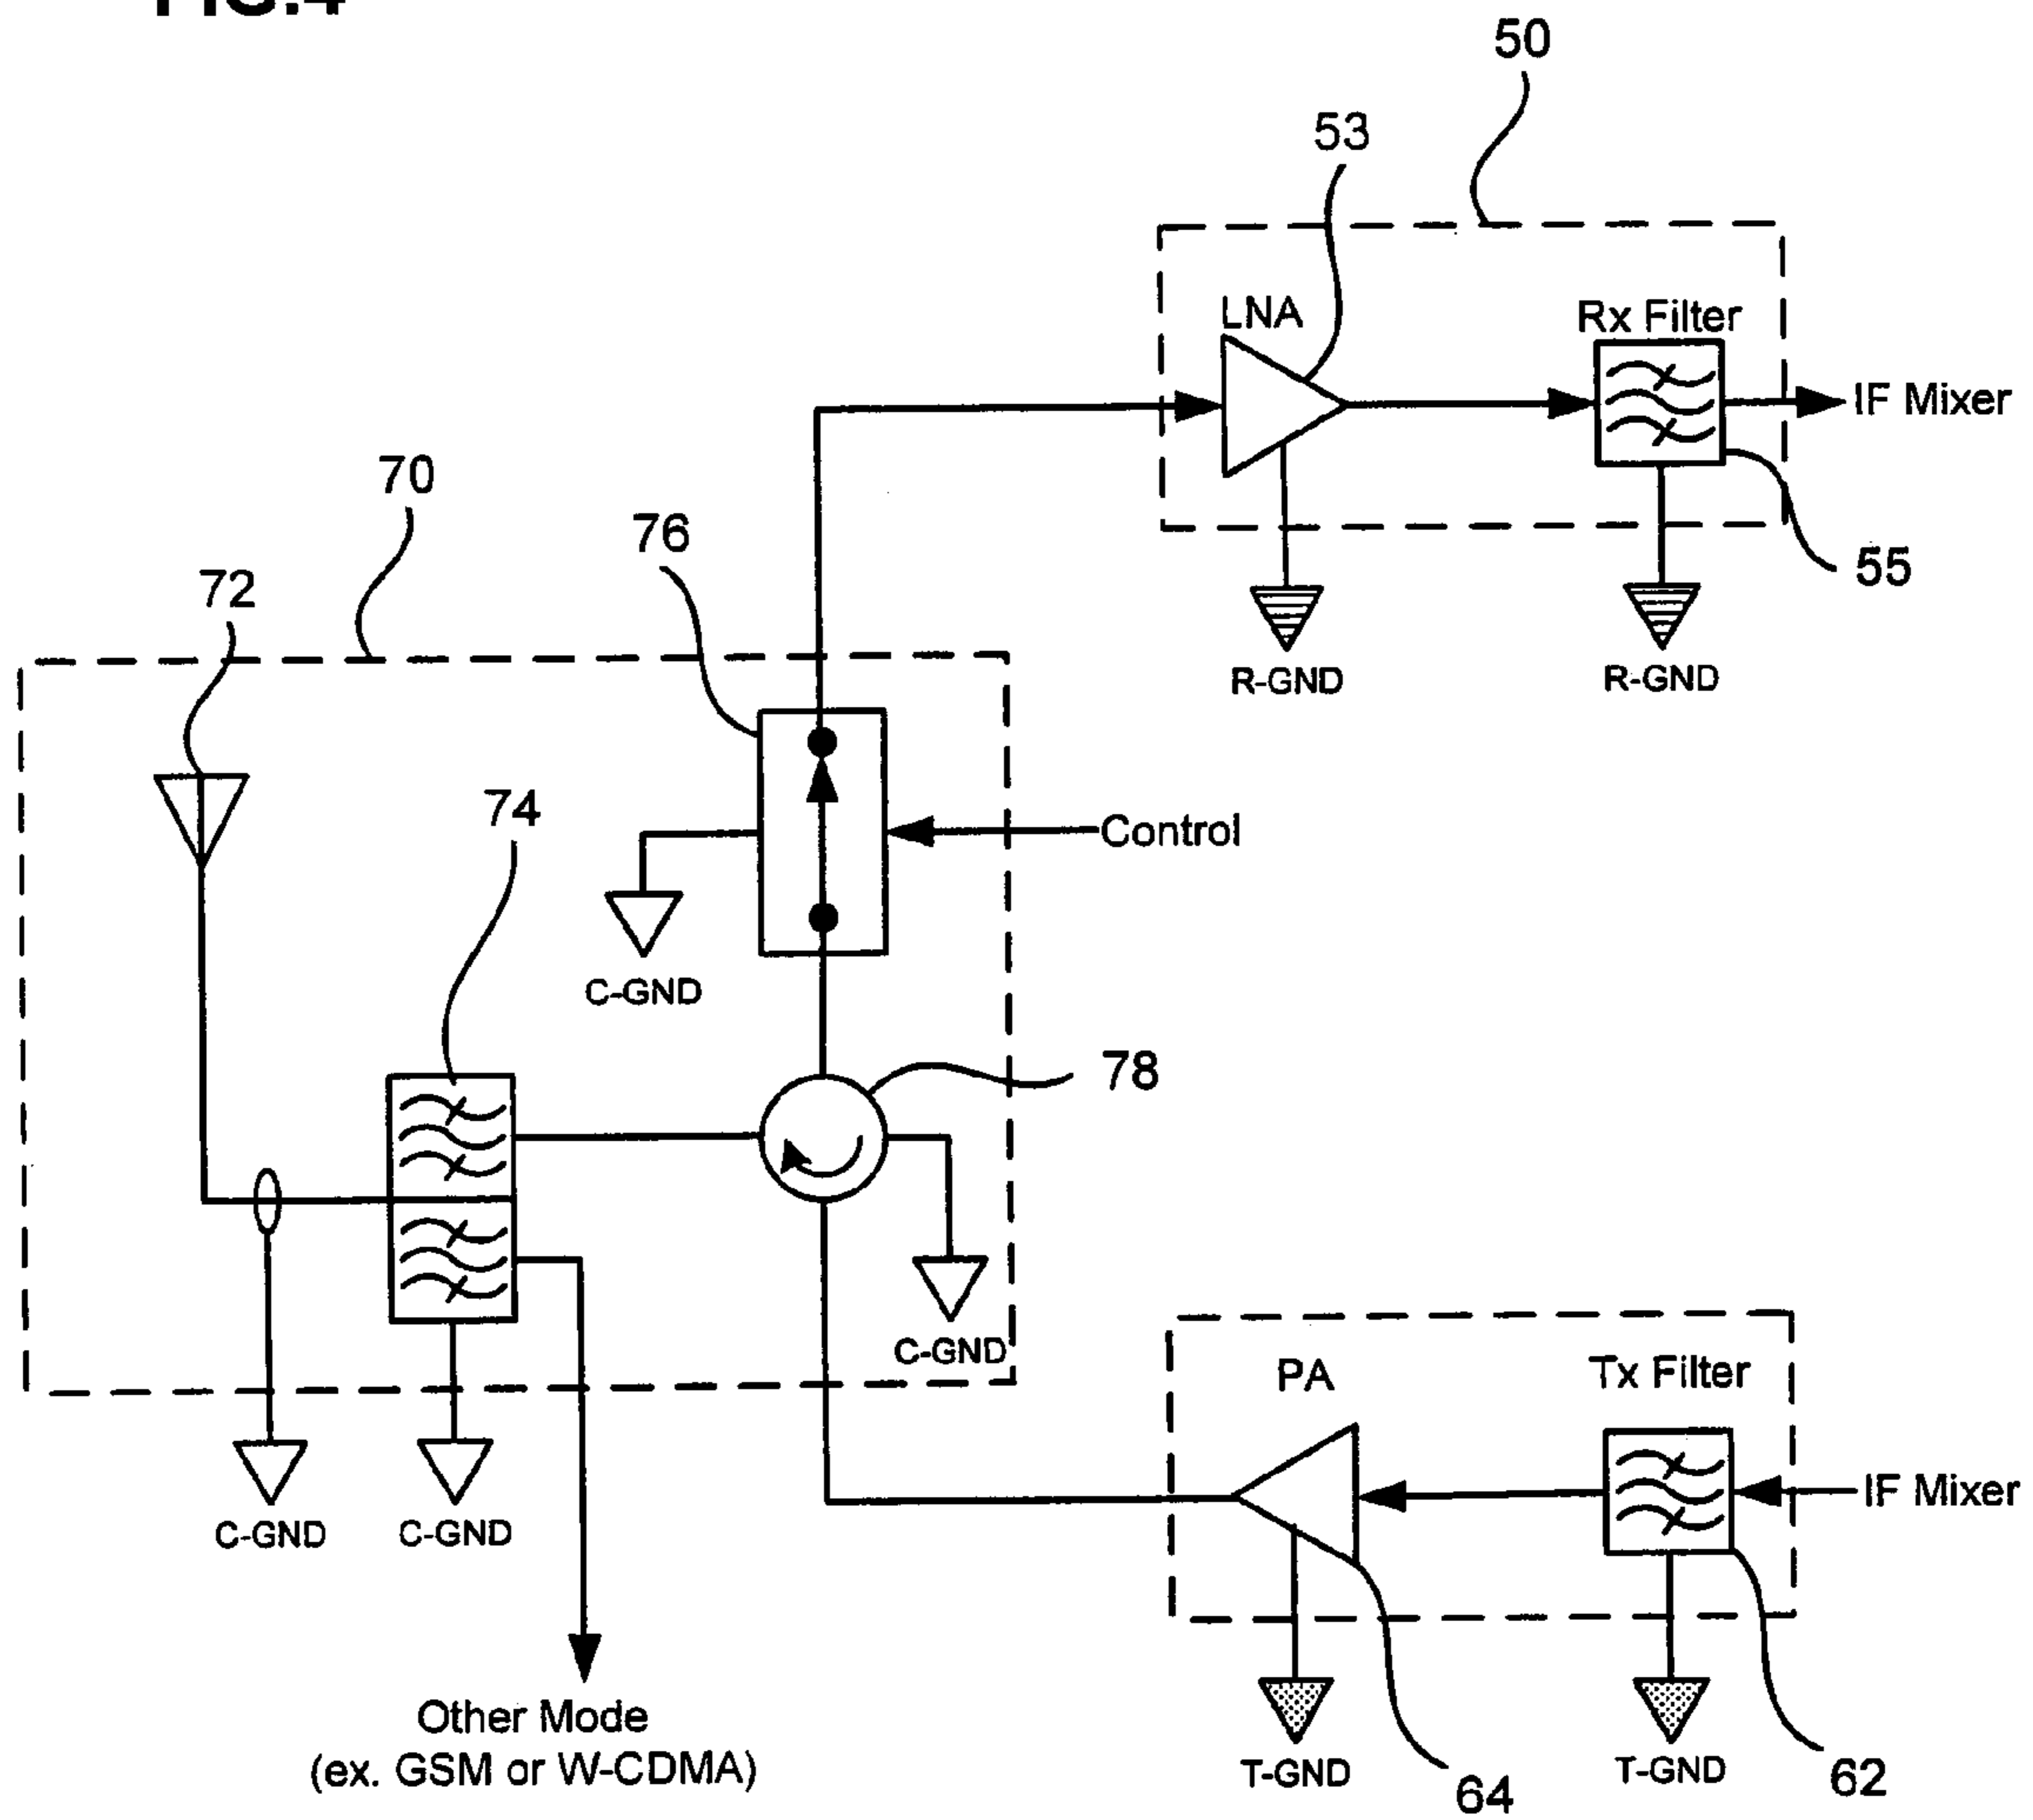 FIG.4
50
53
LNA
Rx Filter
IF Mixer
70
76
55
72
R-GND
R-GND
74
Control
C-GND
78
C-GND
PA
Tx Filter
IF Mixer
C-GND
C-GND
Other Mode
(ex. GSM or W-CDMA)
T-GND
64
T-GND
62